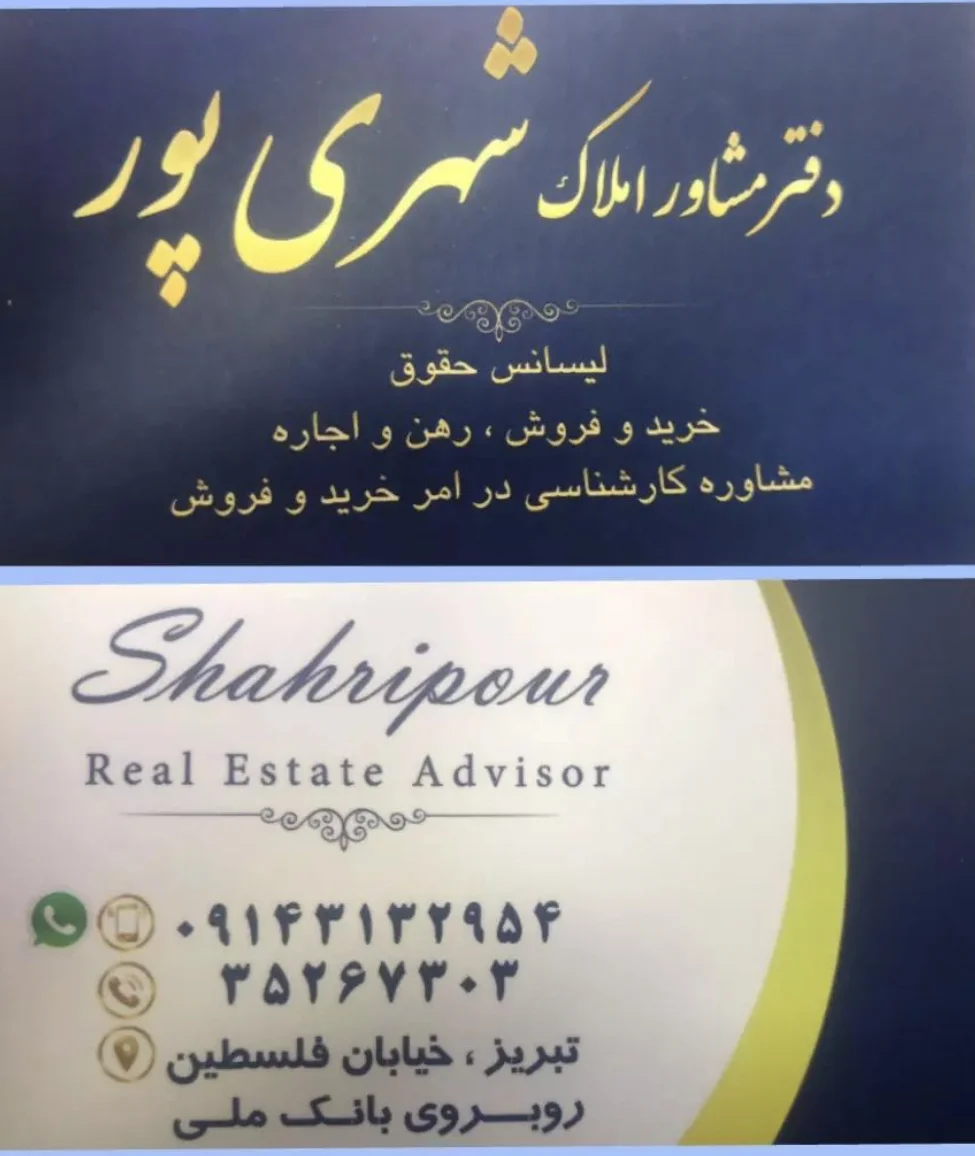 دفتر مشاور املاک شهری پور
لیسانس حقوق
خرید و فروش ، رهن و اجاره
مشاوره کارشناسی در امر خرید و فروش
Shahripour
Real Estate Advisor
۰۹۱۴۳۱۳۲۹۵۴
۳۵۲۶۷۳۰۳
تبریز ، خیابان فلسطین
روبروی بانک ملی